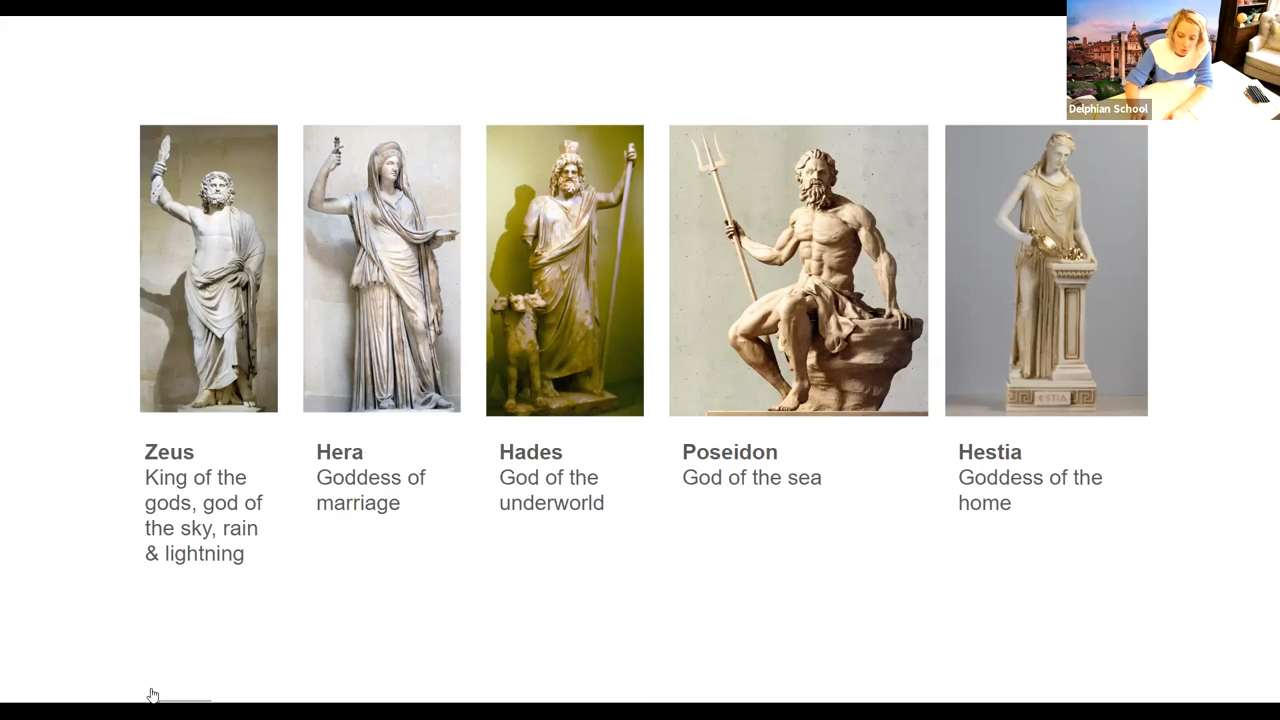 Delphian School
ESTIA
Zeus
King of the
gods, god of
the sky, rain
& lightning
Hera
Goddess of
marriage
Hades
God of the
underworld
Poseidon
God of the sea
Hestia
Goddess of the
home